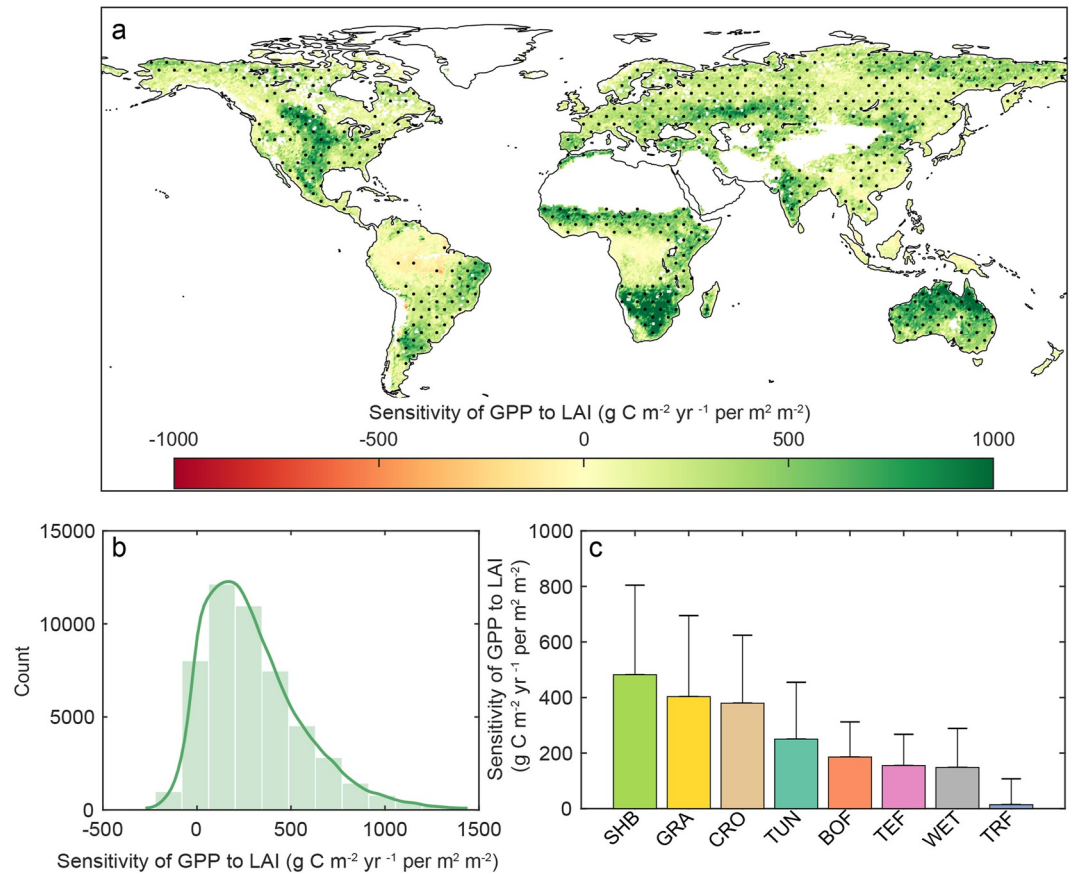 a
Sensitivity of GPP to LAI (g C m⁻² yr ⁻¹ per m² m⁻²)
-1000 -500 0 500 1000
b
15000
10000
5000
0
Count
-500 0 500 1000 1500
Sensitivity of GPP to LAI (g C m⁻² yr ⁻¹ per m² m⁻²)
c
1000
800
600
400
200
0
Sensitivity of GPP to LAI
(g C m⁻² yr ⁻¹ per m² m⁻²)
SHB GRA CRO TUN BOF TEF WET TRF